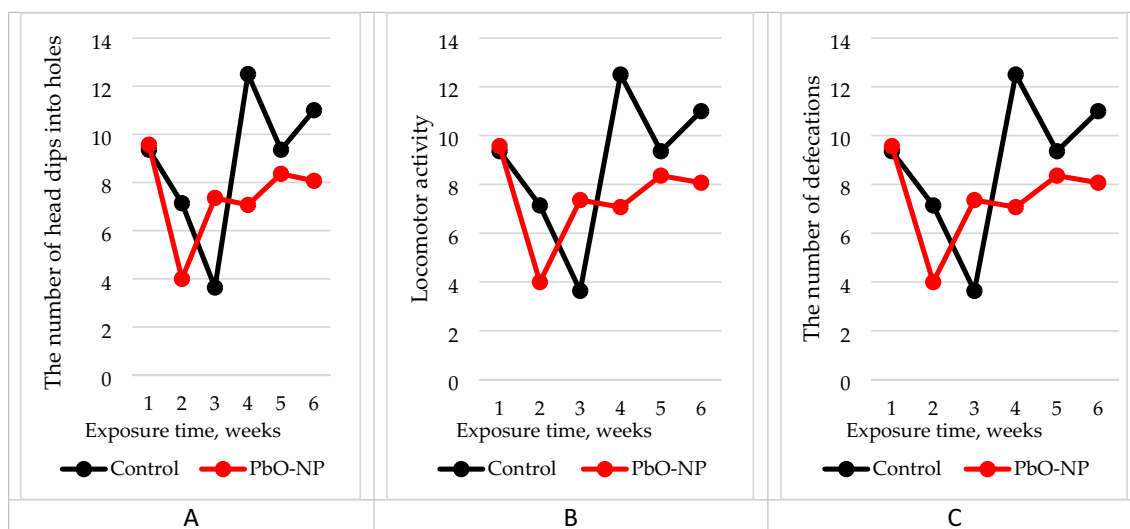 The number of head dips into holes
14
12
10
8
6
4
2
0
1 2 3 4 5 6
Exposure time, weeks
Control PbO-NP
A
Locomotor activity
14
12
10
8
6
4
2
0
1 2 3 4 5 6
Exposure time, weeks
Control PbO-NP
B
The number of defecations
14
12
10
8
6
4
2
0
1 2 3 4 5 6
Exposure time, weeks
Control PbO-NP
C